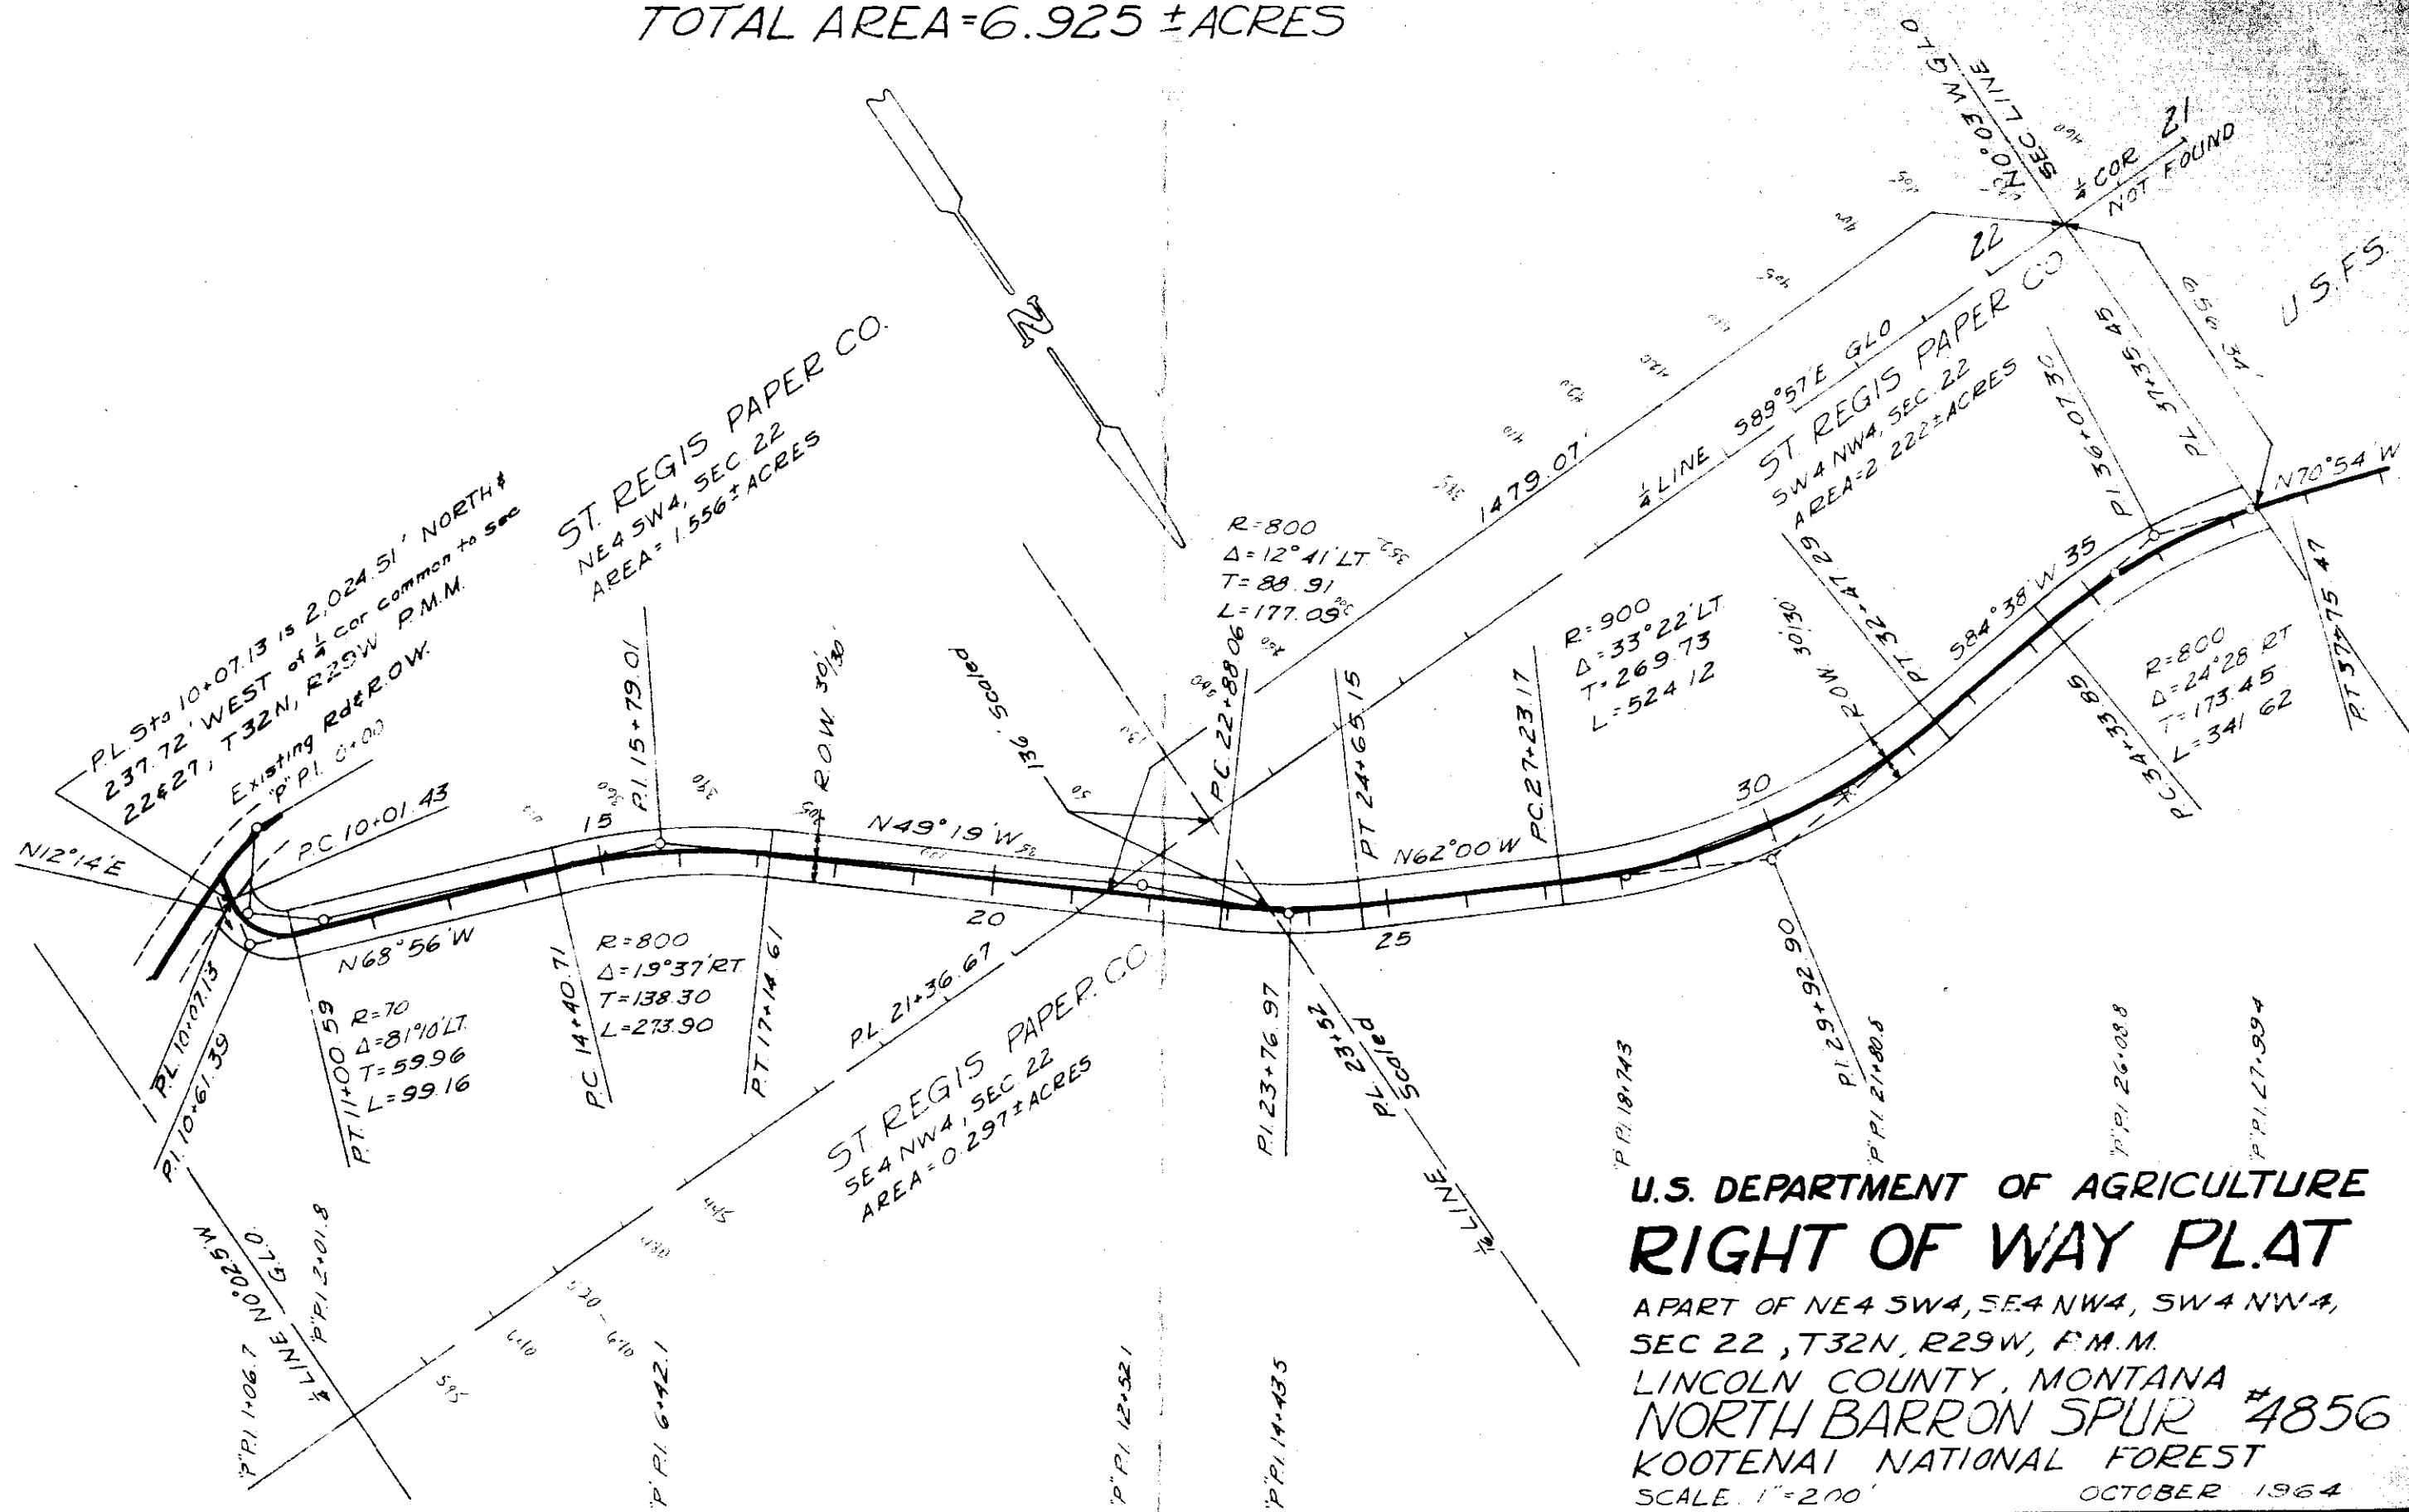 TOTAL AREA=6.925 ± ACRES
N0°03'W GLO
SEC LINE
1/4 COR 21
NOT FOUND
22
U.S.F.S.
N
ST. REGIS PAPER CO.
NE4 SW4, SEC. 22
AREA= 1.556± ACRES
P.L. Sta 10+07.13 is 2,024.51' NORTH &
237.72' WEST of 1/4 cor common to sec
22&27, T32N, R29W P.M.M.
Existing Rd&R.O.W.
"P" P.I. 0+00
P.C. 10+01.43
N12°14'E
15
P.I. 15+79.01
R.O.W. 30'/30'
136' Scaled
N49°19'W
R=800
Δ=12°41'LT.
T=88.91
L=177.09
P.C. 22+88.06
1479.07'
1/4 LINE S89°57'E GLO
ST. REGIS PAPER CO
SW4 NW4, SEC. 22
AREA=2.222±ACRES
P.I. 36+07.30
P.L. 37+35.45
659.34'
N70°54'W
R=900
Δ=33°22'LT.
T=269.73
L=524.12
R.O.W. 30'/30'
P.T. 32+47.29
S84°38'W
35
R=800
Δ=24°28'RT
T=173.45
L=341.62
P.C. 34+33.85
P.T. 37+75.47
PT 24+65.15
N62°00'W
PC. 27+23.17
30
25
20
N68°56'W
P.L. 10+07.13
P.I. 10+61.39
P.T. 11+00.59
R=70
Δ=81°10'LT.
T=59.96
L=99.16
P.C. 14+40.71
R=800
Δ=19°37'RT.
T=138.30
L=273.90
P.T. 17+14.61
P.L. 21+36.67
ST. REGIS PAPER. CO.
SE4 NW4, SEC. 22
AREA=0.297±ACRES
P.I. 23+76.97
P.L. 23+52
Scaled
1/16 LINE
P.I. 29+92.90
"P" P.I. 18+74.3
"P" P.I. 21+80.8
"P" P.I. 26+08.8
"P" P.I. 27+99.4
N0°02.5'W
1/4 LINE G.L.O.
"P" P.I. 1+06.7
"P" P.I. 2+01.8
"P" P.I. 6+42.1
"P" P.I. 12+52.1
"P" P.I. 14+43.5
U.S. DEPARTMENT OF AGRICULTURE
RIGHT OF WAY PLAT
A PART OF NE4 SW4, SE4 NW4, SW4 NW4,
SEC 22, T32N, R29W, P.M.M.
LINCOLN COUNTY, MONTANA
NORTH BARRON SPUR #4856
KOOTENAI NATIONAL FOREST
SCALE 1"=200' OCTOBER 1964